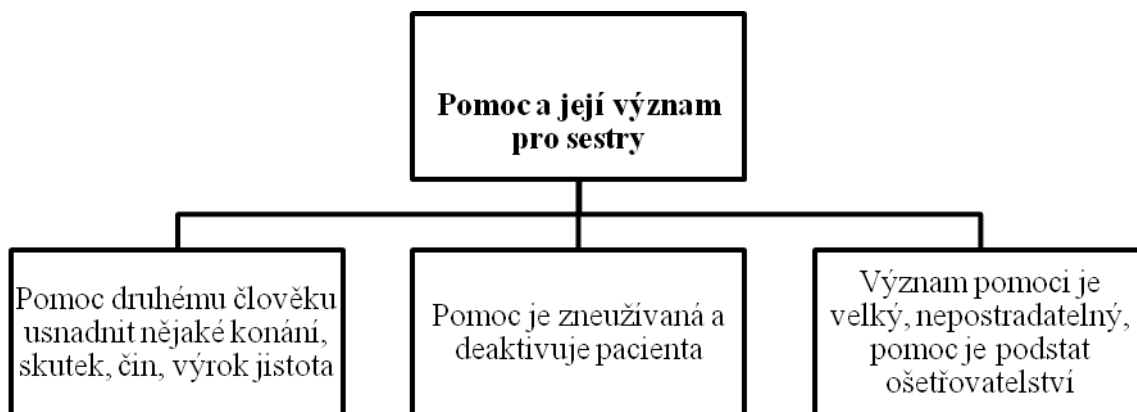 Pomoc a její význam
pro sestry
Pomoc druhému člověku
usnadnit nějaké konání,
skutek, čin, výrok jistota
Pomoc je zneužívaná a
deaktivuje pacienta
Význam pomoci je
velký, nepostradatelný,
pomoc je podstat
ošetřovatelství